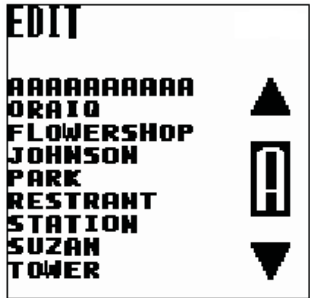 EDIT
AAAAAAAAAA
ORAIQ
FLOWERSHOP
JOHNSON
PARK
RESTRANT
STATION
SUZAN
TOWER
A